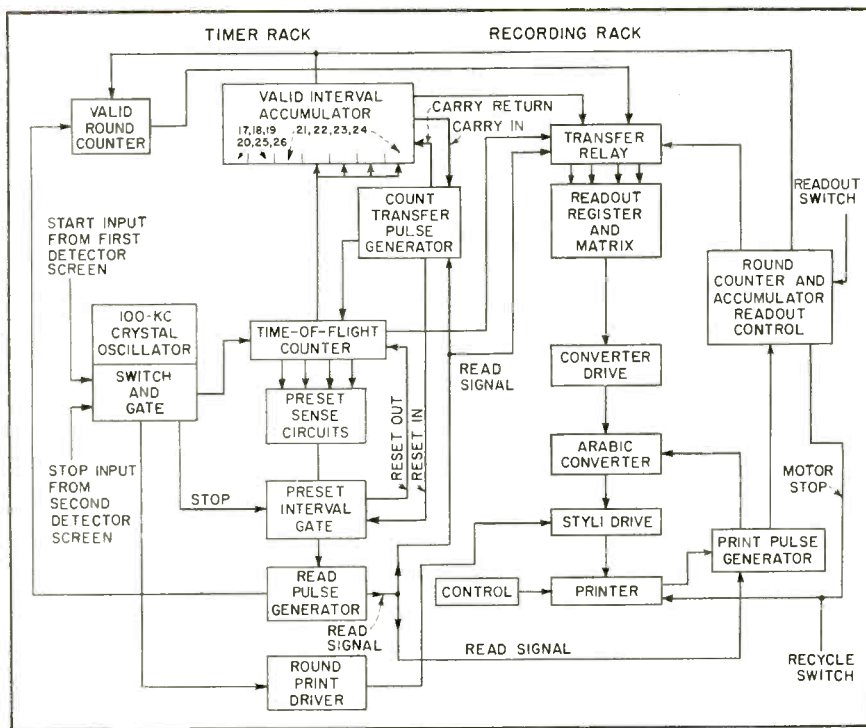 TIMER RACK
RECORDING RACK
VALID
ROUND
COUNTER
VALID INTERVAL
ACCUMULATOR
17,18,19
20,25,26
21, 22, 23, 24
CARRY RETURN
CARRY IN
TRANSFER
RELAY
COUNT
TRANSFER
PULSE
GENERATOR
READOUT
REGISTER
AND
MATRIX
READOUT
SWITCH
START INPUT
FROM FIRST
DETECTOR
SCREEN
ROUND
COUNTER AND
ACCUMULATOR
READOUT
CONTROL
100-KC
CRYSTAL
OSCILLATOR
SWITCH
AND
GATE
TIME-OF-FLIGHT
COUNTER
READ
SIGNAL
CONVERTER
DRIVE
PRESET
SENSE
CIRCUITS
RESET OUT
RESET IN
STOP INPUT
FROM
SECOND
DETECTOR
SCREEN
STOP
PRESET
INTERVAL
GATE
ARABIC
CONVERTER
MOTOR
STOP
STYLI DRIVE
PRINT PULSE
GENERATOR
READ PULSE
GENERATOR
READ
SIGNAL
CONTROL
PRINTER
READ SIGNAL
RECYCLE
SWITCH
ROUND
PRINT
DRIVER